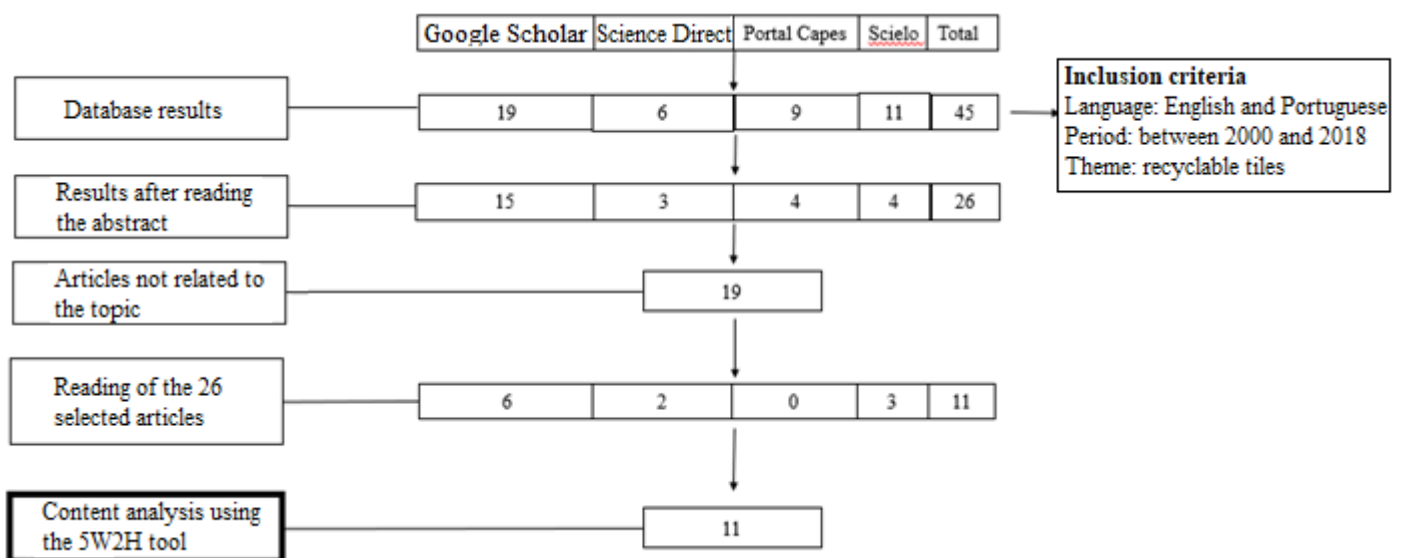 Google Scholar Science Direct Portal Capes Scielo Total
Database results
19 6 9 11 45
Inclusion criteria
Language: English and Portuguese
Period: between 2000 and 2018
Theme: recyclable tiles
Results after reading
the abstract
15 3 4 4 26
Articles not related to
the topic
19
Reading of the 26
selected articles
6 2 0 3 11
Content analysis using
the 5W2H tool
11